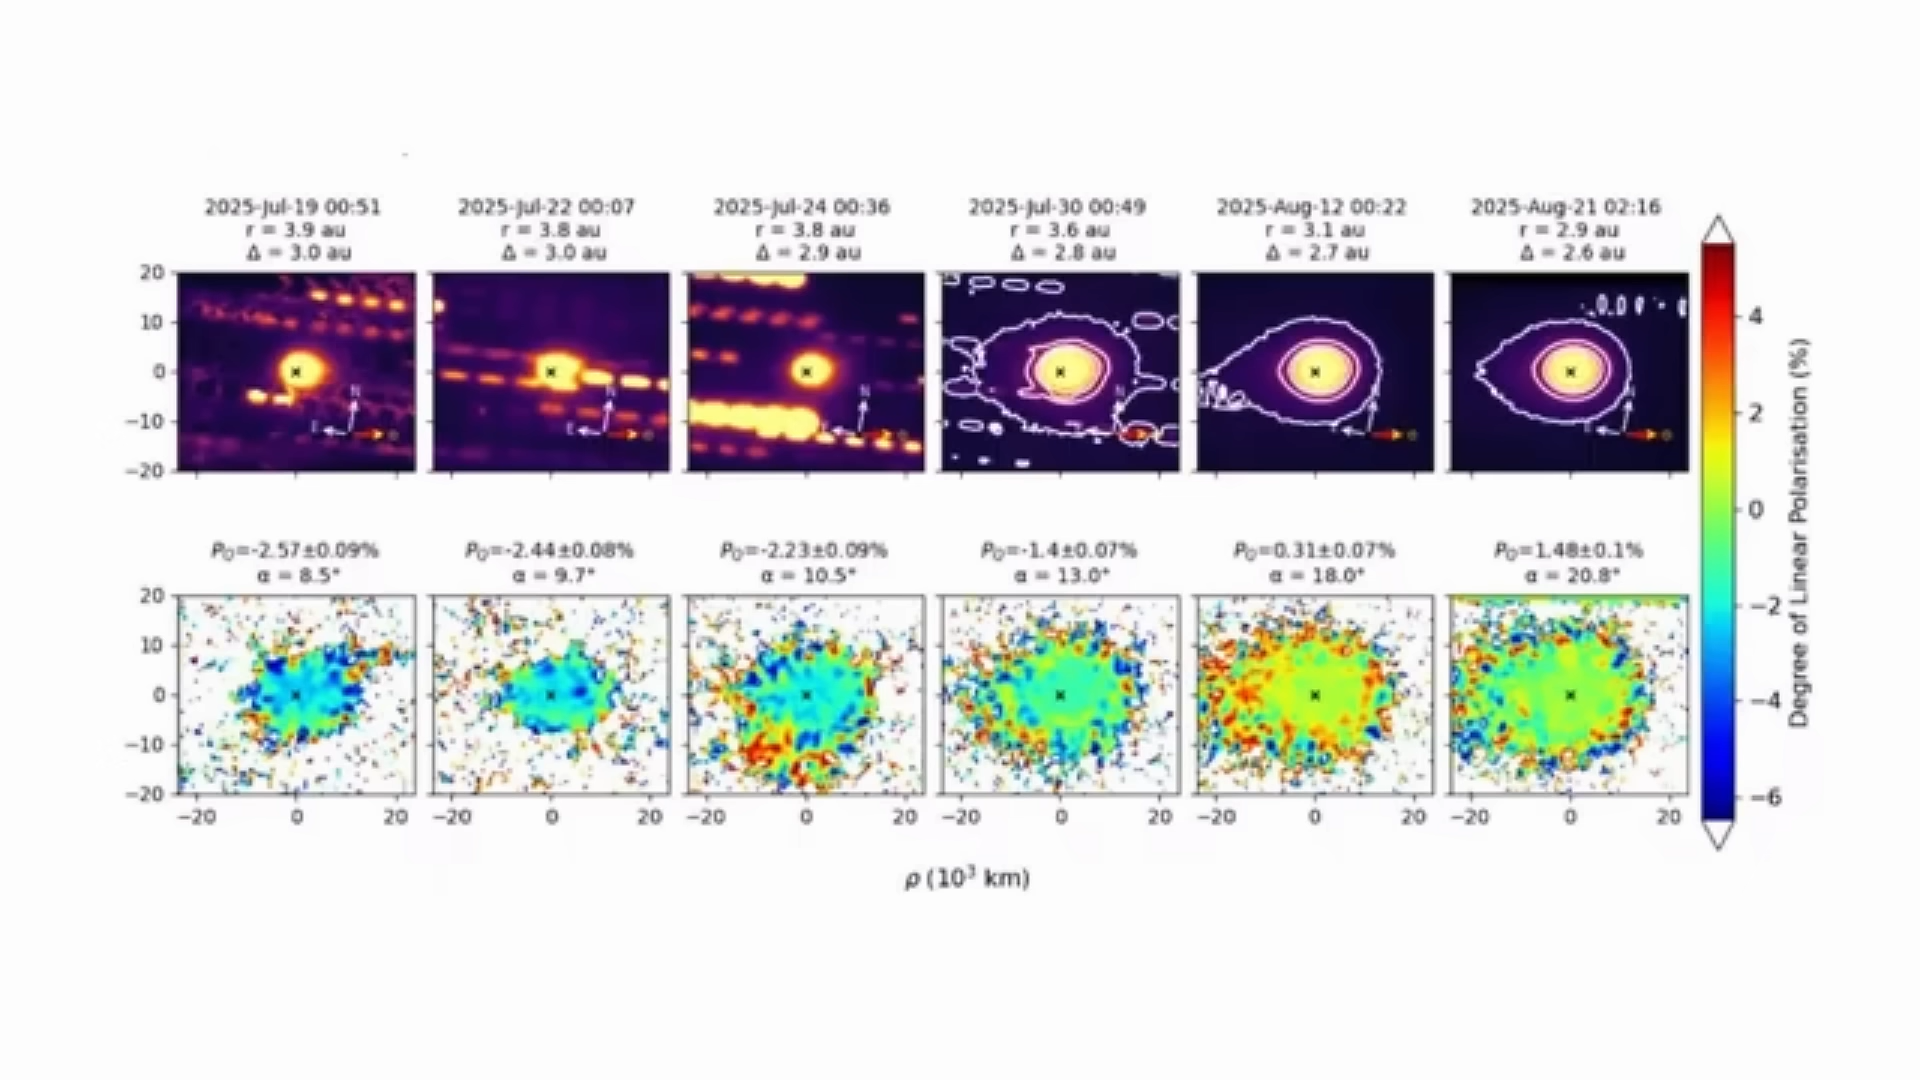 2025-Jul-19 00:51
r = 3.9 au
Δ = 3.0 au
2025-Jul-22 00:07
r = 3.8 au
Δ = 3.0 au
2025-Jul-24 00:36
r = 3.8 au
Δ = 2.9 au
2025-Jul-30 00:49
r = 3.6 au
Δ = 2.8 au
2025-Aug-12 00:22
r = 3.1 au
Δ = 2.7 au
2025-Aug-21 02:16
r = 2.9 au
Δ = 2.6 au
20
10
0
−10
−20
N
E
N
E
N
E
N
P_Q=-2.57±0.09%
α = 8.5°
P_Q=-2.44±0.08%
α = 9.7°
P_Q=-2.23±0.09%
α = 10.5°
P_Q=-1.4±0.07%
α = 13.0°
P_Q=0.31±0.07%
α = 18.0°
P_Q=1.48±0.1%
α = 20.8°
20
10
0
−10
−20
−20 0 20
−20 0 20
−20 0 20
−20 0 20
−20 0 20
−20 0 20
ρ (10³ km)
4
2
0
−2
−4
−6
Degree of Linear Polarisation (%)